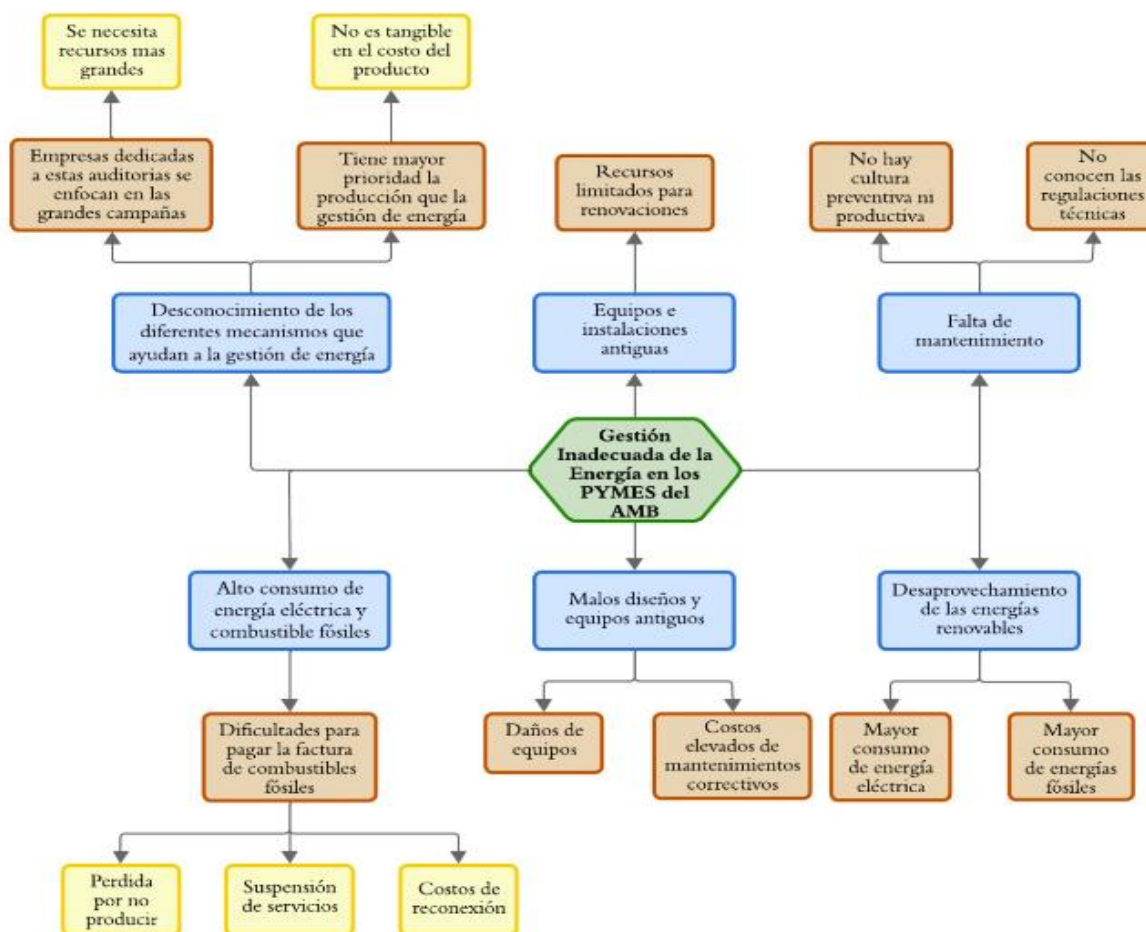 Se necesita
recursos mas
grandes
No es tangible
en el costo del
producto
Empresas dedicadas
a estas auditorias se
enfocan en las
grandes campañas
Tiene mayor
prioridad la
producción que la
gestión de energía
Recursos
limitados para
renovaciones
No hay
cultura
preventiva ni
productiva
No
conocen las
regulaciones
técnicas
Desconocimiento de los
diferentes mecanismos que
ayudan a la gestión de energía
Equipos e
instalaciones
antiguas
Falta de
mantenimiento
Gestión
Inadecuada de la
Energía en los
PYMES del
AMB
Alto consumo de
energía eléctrica y
combustible fósiles
Malos diseños y
equipos antiguos
Desaprovechamiento
de las energías
renovables
Dificultades para
pagar la factura
de combustibles
fósiles
Daños de
equipos
Costos
elevados de
mantenimientos
correctivos
Mayor
consumo
de energía
eléctrica
Mayor
consumo
de energías
fósiles
Perdida
por no
producir
Suspensión
de servicios
Costos de
reconexión